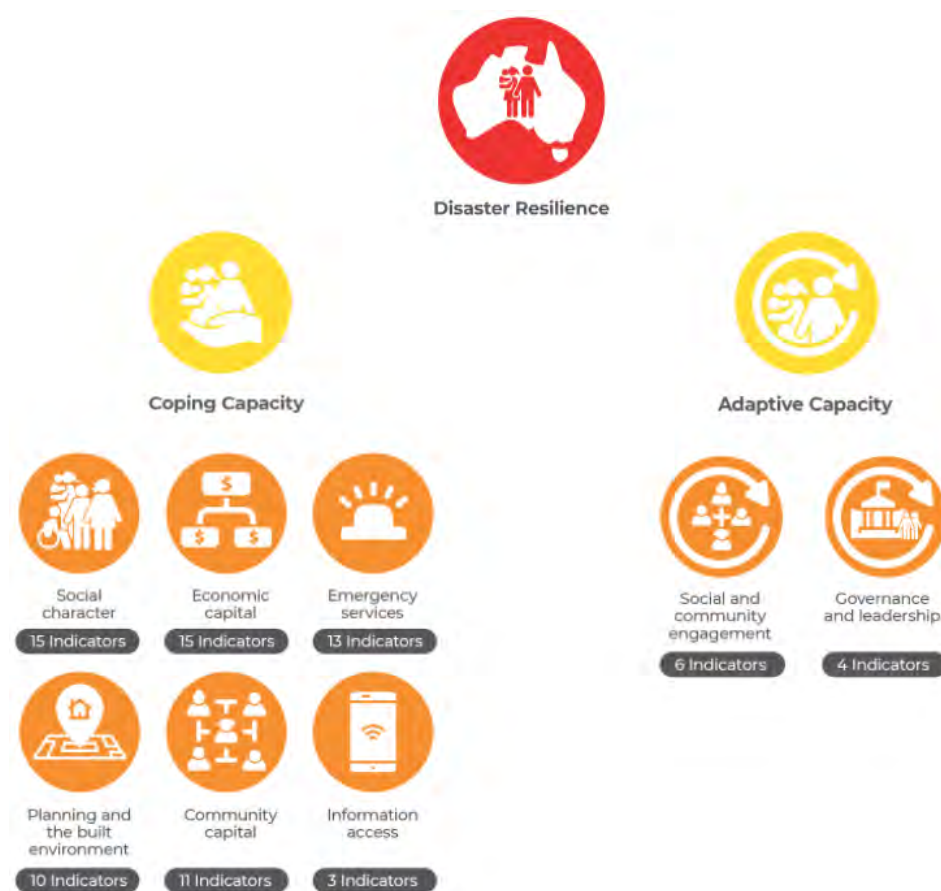 Disaster Resilience
Coping Capacity
Adaptive Capacity
$
$
$
Social
character
15 Indicators
Economic
capital
15 Indicators
Emergency
services
13 Indicators
Social and
community
engagement
6 Indicators
Governance
and leadership
4 Indicators
Planning and
the built
environment
10 Indicators
Community
capital
11 Indicators
Information
access
3 Indicators